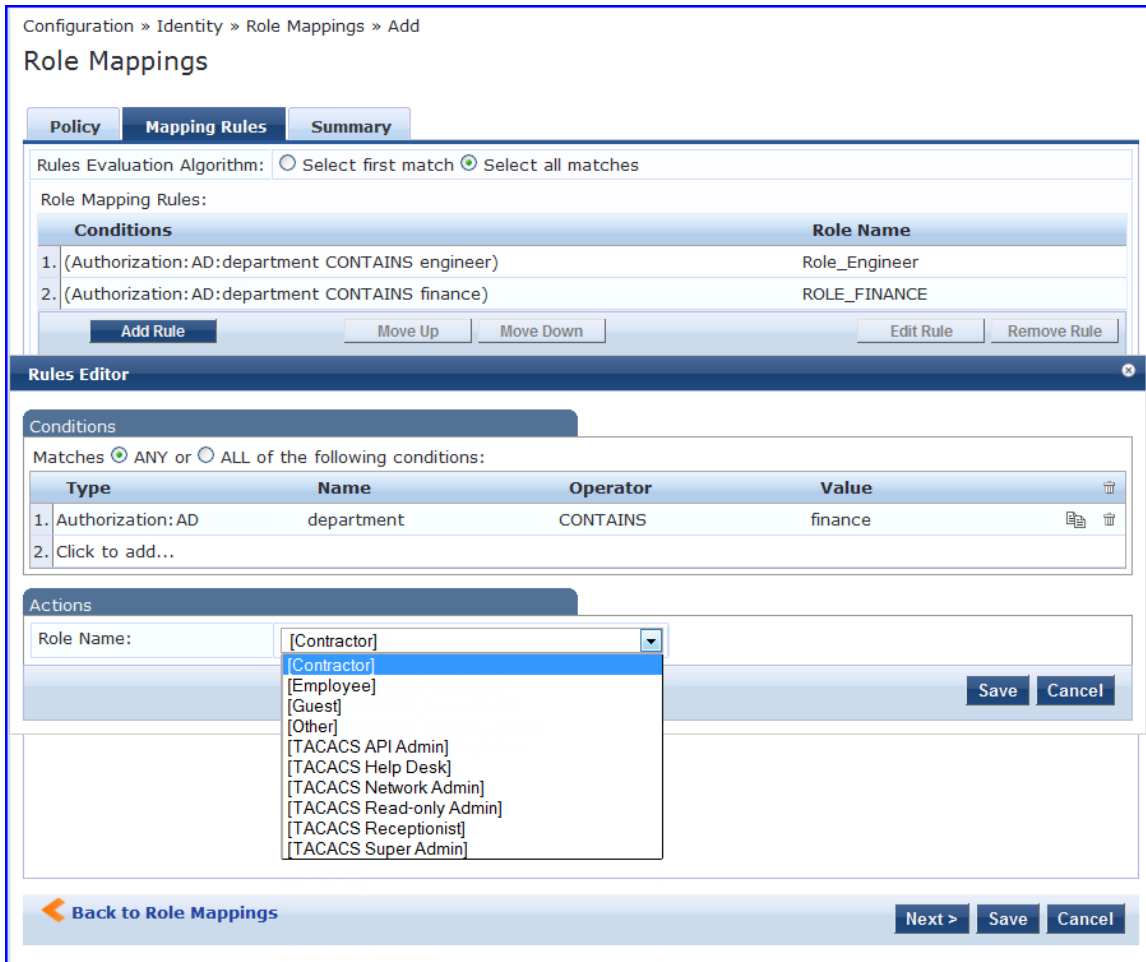 Configuration » Identity » Role Mappings » Add
Role Mappings
Policy Mapping Rules Summary
Rules Evaluation Algorithm: Select first match Select all matches
Role Mapping Rules:
Conditions Role Name
1. (Authorization:AD:department CONTAINS engineer) Role_Engineer
2. (Authorization:AD:department CONTAINS finance) ROLE_FINANCE
Add Rule Move Up Move Down Edit Rule Remove Rule
Rules Editor
Conditions
Matches ANY or ALL of the following conditions:
Type Name Operator Value
1. Authorization:AD department CONTAINS finance
2. Click to add...
Actions
Role Name: [Contractor]
[Contractor]
[Employee]
[Guest]
[Other]
[TACACS API Admin]
[TACACS Help Desk]
[TACACS Network Admin]
[TACACS Read-only Admin]
[TACACS Receptionist]
[TACACS Super Admin]
Save Cancel
Back to Role Mappings Next > Save Cancel